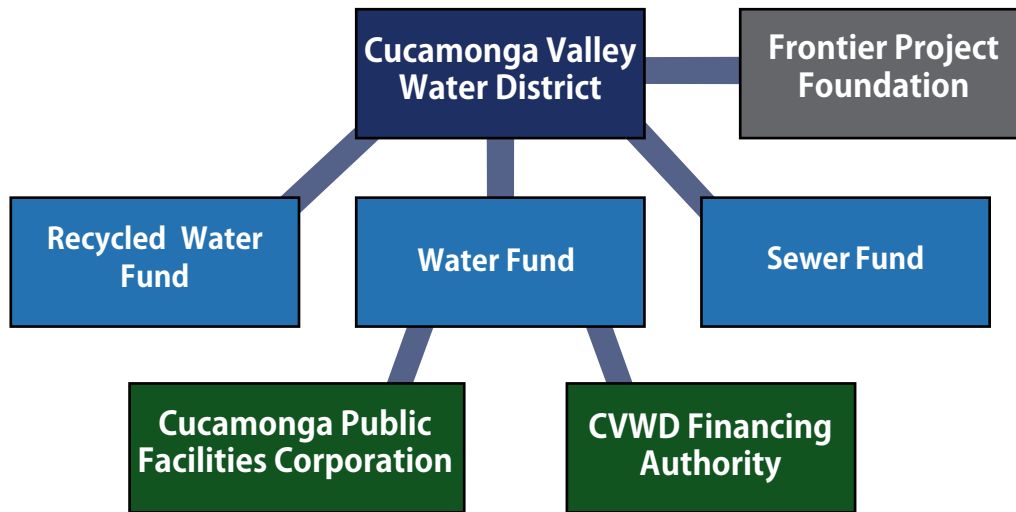 Cucamonga Valley
Water District
Frontier Project
Foundation
Recycled Water
Fund
Water Fund
Sewer Fund
Cucamonga Public
Facilities Corporation
CVWD Financing
Authority